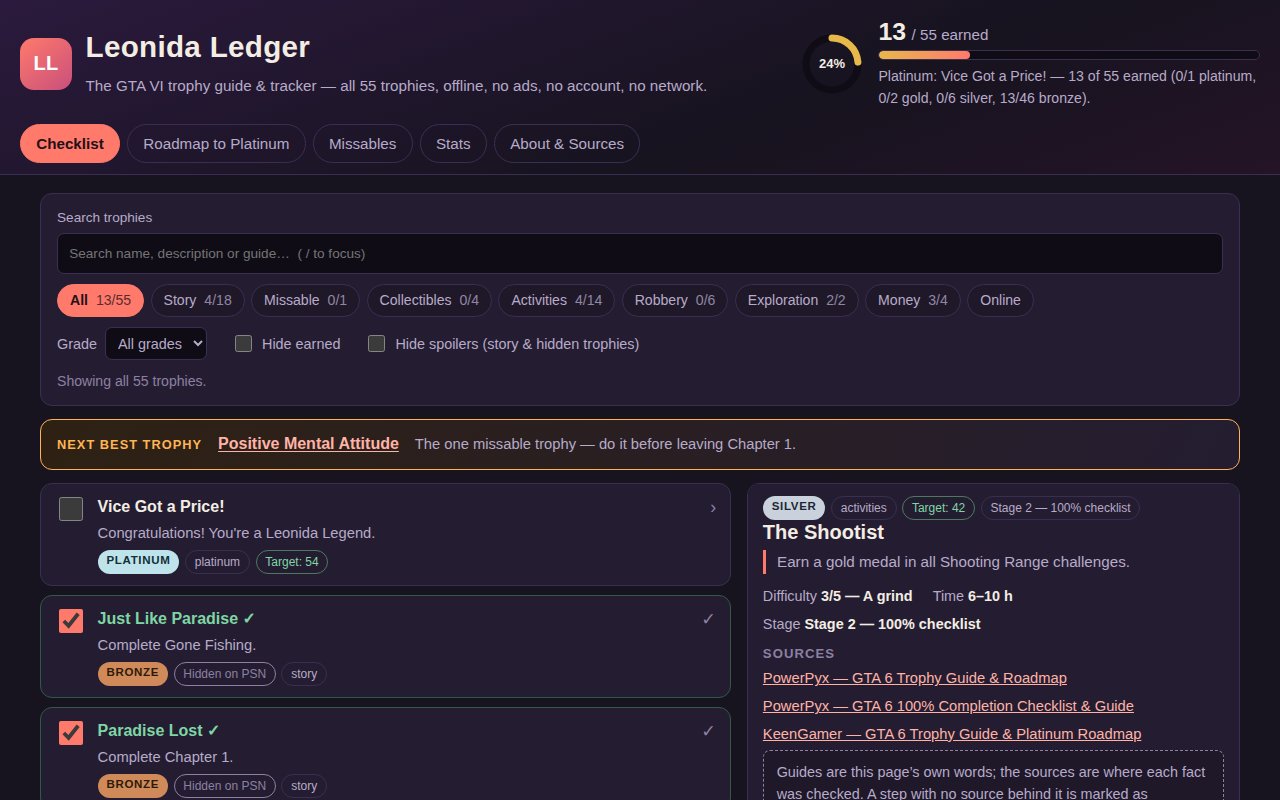 LL
Leonida Ledger
The GTA VI trophy guide & tracker — all 55 trophies, offline, no ads, no account, no network.
24%
13 / 55 earned
Platinum: Vice Got a Price! — 13 of 55 earned (0/1 platinum,
0/2 gold, 0/6 silver, 13/46 bronze).
Checklist
Roadmap to Platinum
Missables
Stats
About & Sources
Search trophies
Search name, description or guide… ( / to focus)
All 13/55
Story 4/18
Missable 0/1
Collectibles 0/4
Activities 4/14
Robbery 0/6
Exploration 2/2
Money 3/4
Online
Grade
All grades
Hide earned
Hide spoilers (story & hidden trophies)
Showing all 55 trophies.
NEXT BEST TROPHY Positive Mental Attitude The one missable trophy — do it before leaving Chapter 1.
Vice Got a Price! ›
Congratulations! You're a Leonida Legend.
PLATINUM platinum Target: 54
Just Like Paradise ✓ ✓
Complete Gone Fishing.
BRONZE Hidden on PSN story
Paradise Lost ✓ ✓
Complete Chapter 1.
BRONZE Hidden on PSN story
SILVER activities Target: 42 Stage 2 — 100% checklist
The Shootist
Earn a gold medal in all Shooting Range challenges.
Difficulty 3/5 — A grind Time 6–10 h
Stage Stage 2 — 100% checklist
SOURCES
PowerPyx — GTA 6 Trophy Guide & Roadmap
PowerPyx — GTA 6 100% Completion Checklist & Guide
KeenGamer — GTA 6 Trophy Guide & Platinum Roadmap
Guides are this page’s own words; the sources are where each fact
was checked. A step with no source behind it is marked as